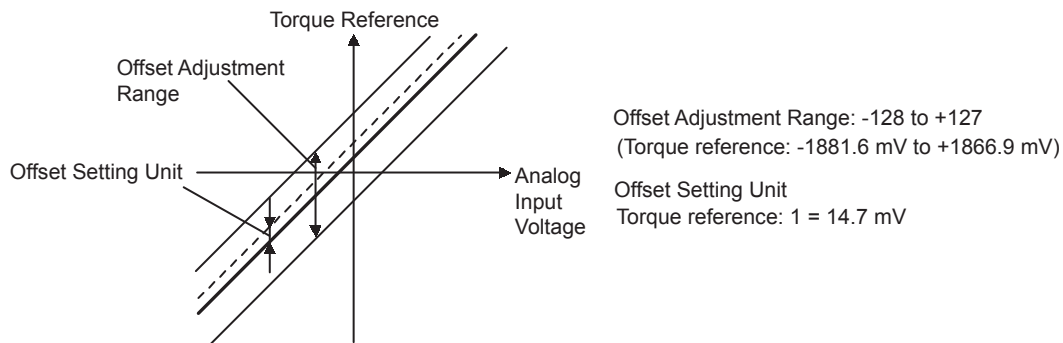 Torque Reference
Offset Adjustment
Range
Offset Setting Unit
Analog
Input
Voltage
Offset Adjustment Range: -128 to +127
(Torque reference: -1881.6 mV to +1866.9 mV)
Offset Setting Unit
Torque reference: 1 = 14.7 mV